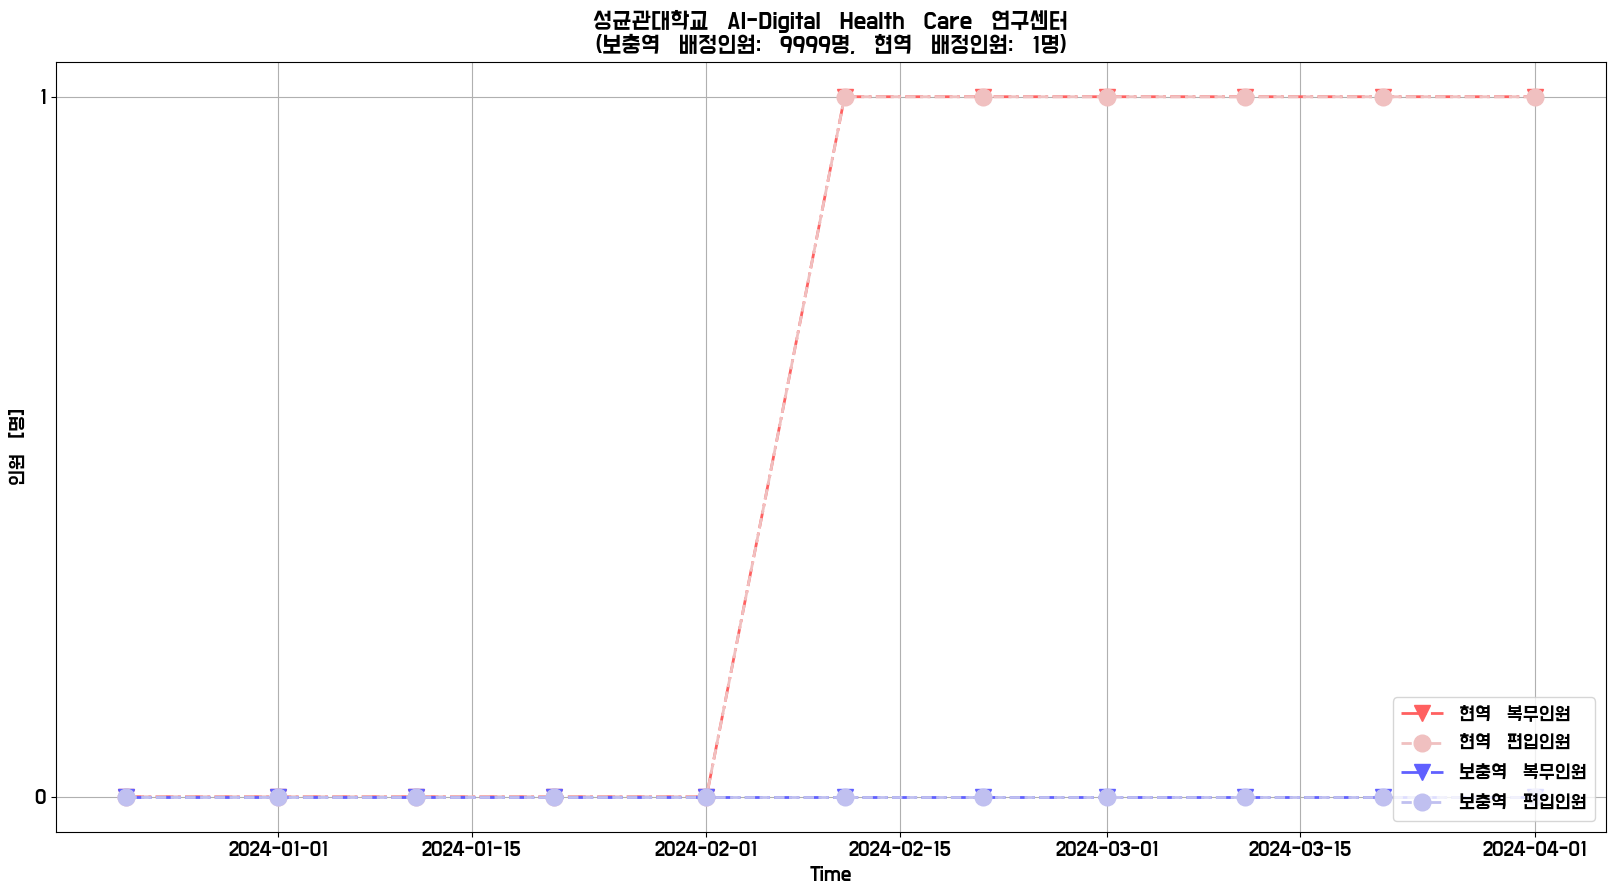 성균관대학교 AI-Digital Health Care 연구센터
(보충역 배정인원: 9999명, 현역 배정인원: 1명)
1
0
인원 [명]
2024-01-01
2024-01-15
2024-02-01
2024-02-15
2024-03-01
2024-03-15
2024-04-01
Time
현역 복무인원
현역 편입인원
보충역 복무인원
보충역 편입인원